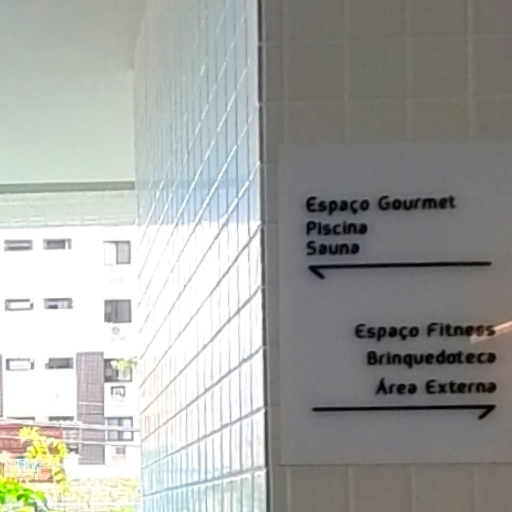 Espaço Gourmet
Piscina
Sauna
Espaço Fitness
Brinquedoteca
Área Externa